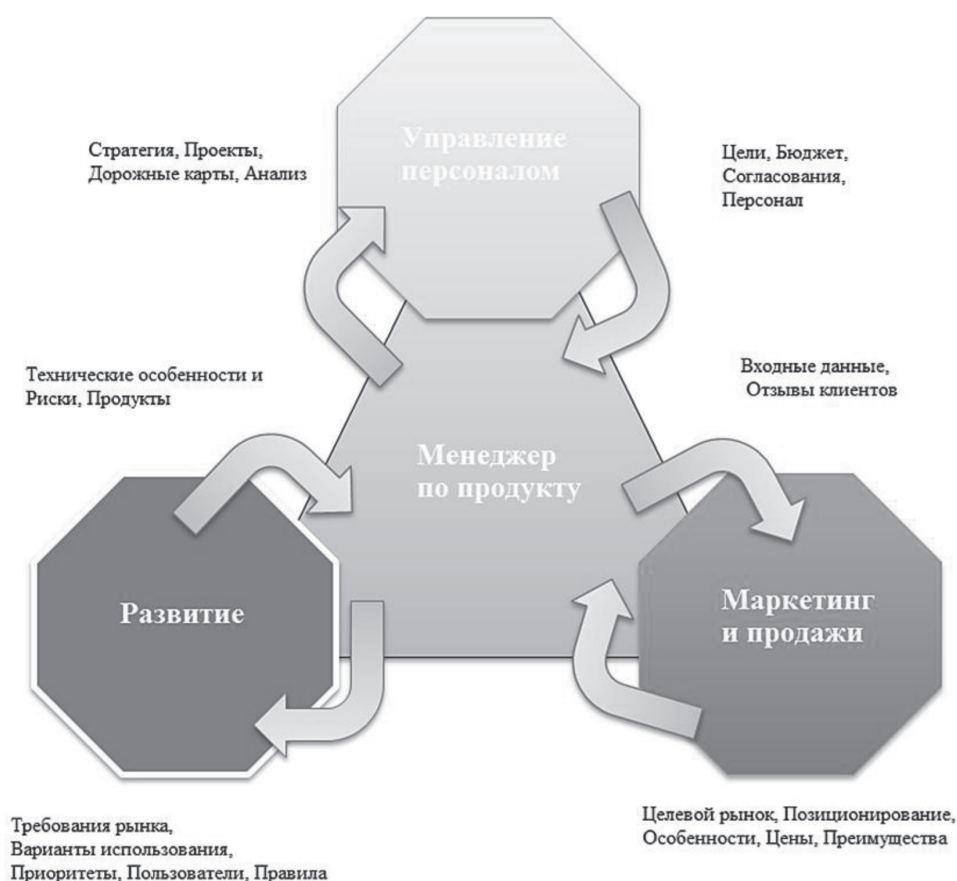 Управление
персоналом
Стратегия, Проекты,
Дорожные карты, Анализ
Цели, Бюджет,
Согласования,
Персонал
Технические особенности и
Риски, Продукты
Входные данные,
Отзывы клиентов
Менеджер
по продукту
Развитие
Маркетинг
и продажи
Требования рынка,
Варианты использования,
Приоритеты, Пользователи, Правила
Целевой рынок, Позиционирование,
Особенности, Цены, Преимущества